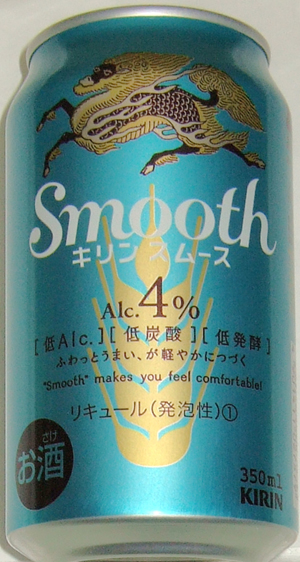 Smooth
キリン スムース
Alc.4%
[低Alc.][低炭酸][低発酵]
ふわっとうまい、が軽やかにつづく
"Smooth" makes you feel comfortable!
リキュール(発泡性)①
さけ
お酒
350ml
KIRIN